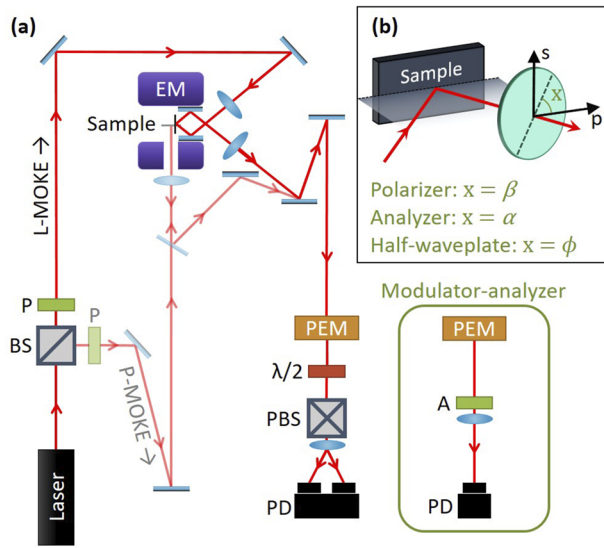 (a)
EM
Sample
L-MOKE →
P
BS
P
P-MOKE →
Laser
PEM
λ/2
PBS
PD
(b)
Sample
s
x
p
Polarizer: x = β
Analyzer: x = α
Half-waveplate: x = ϕ
Modulator-analyzer
PEM
A
PD